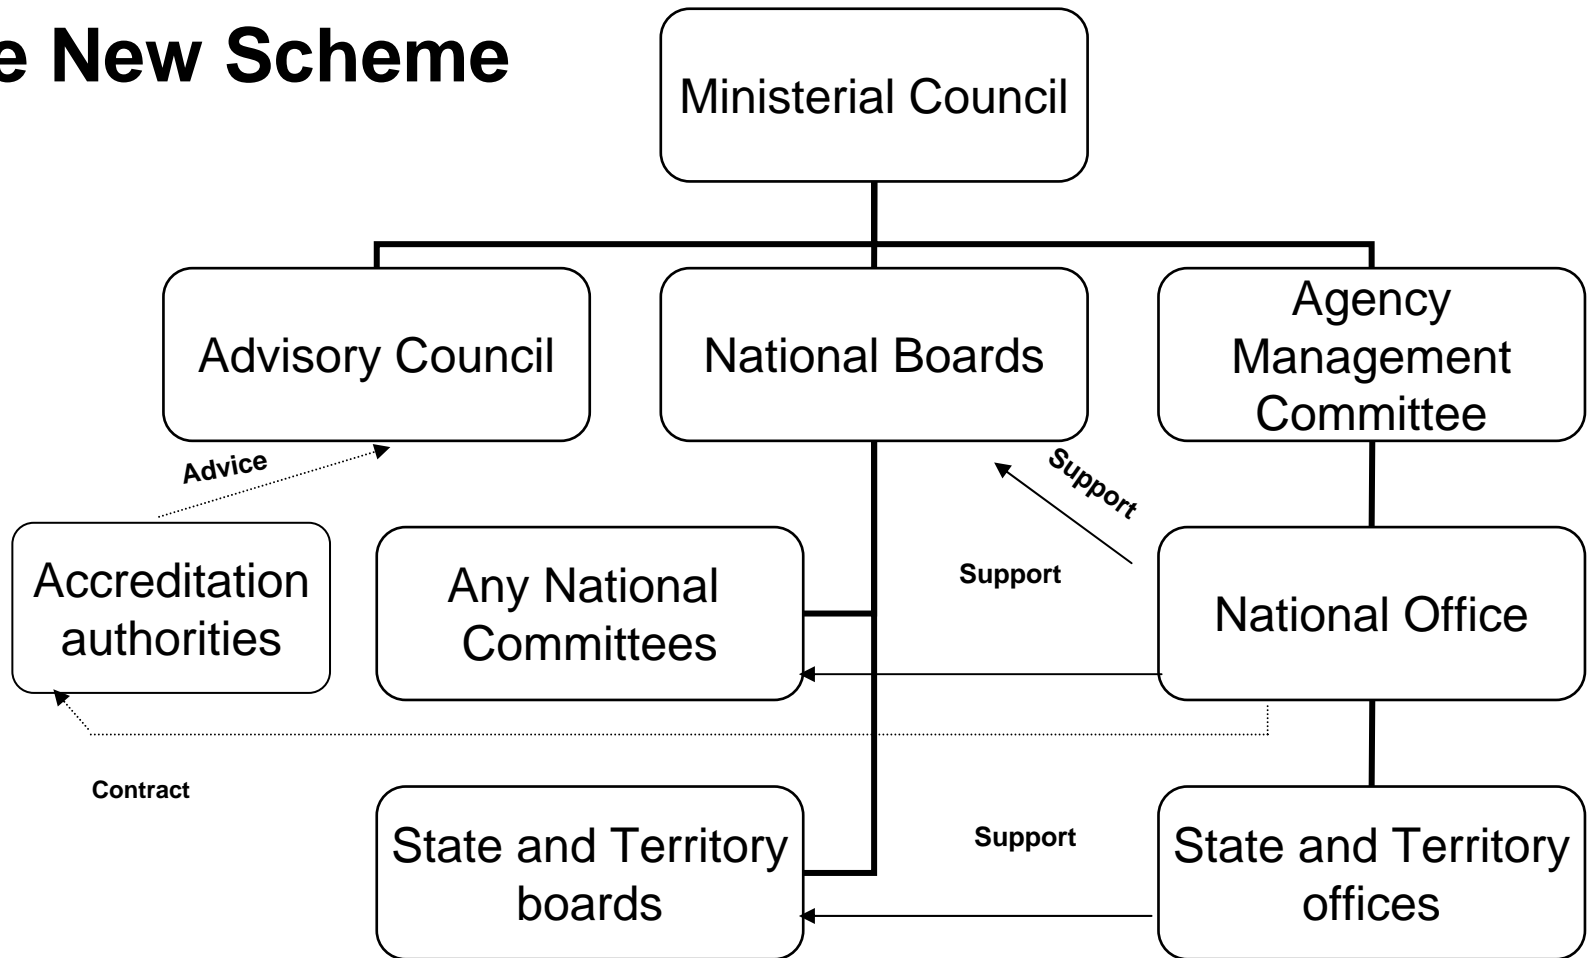 e New Scheme
Ministerial Council
Advisory Council
National Boards
Agency
Management
Committee
Advice
Support
Accreditation
authorities
Any National
Committees
Support
National Office
Contract
State and Territory
boards
Support
State and Territory
offices